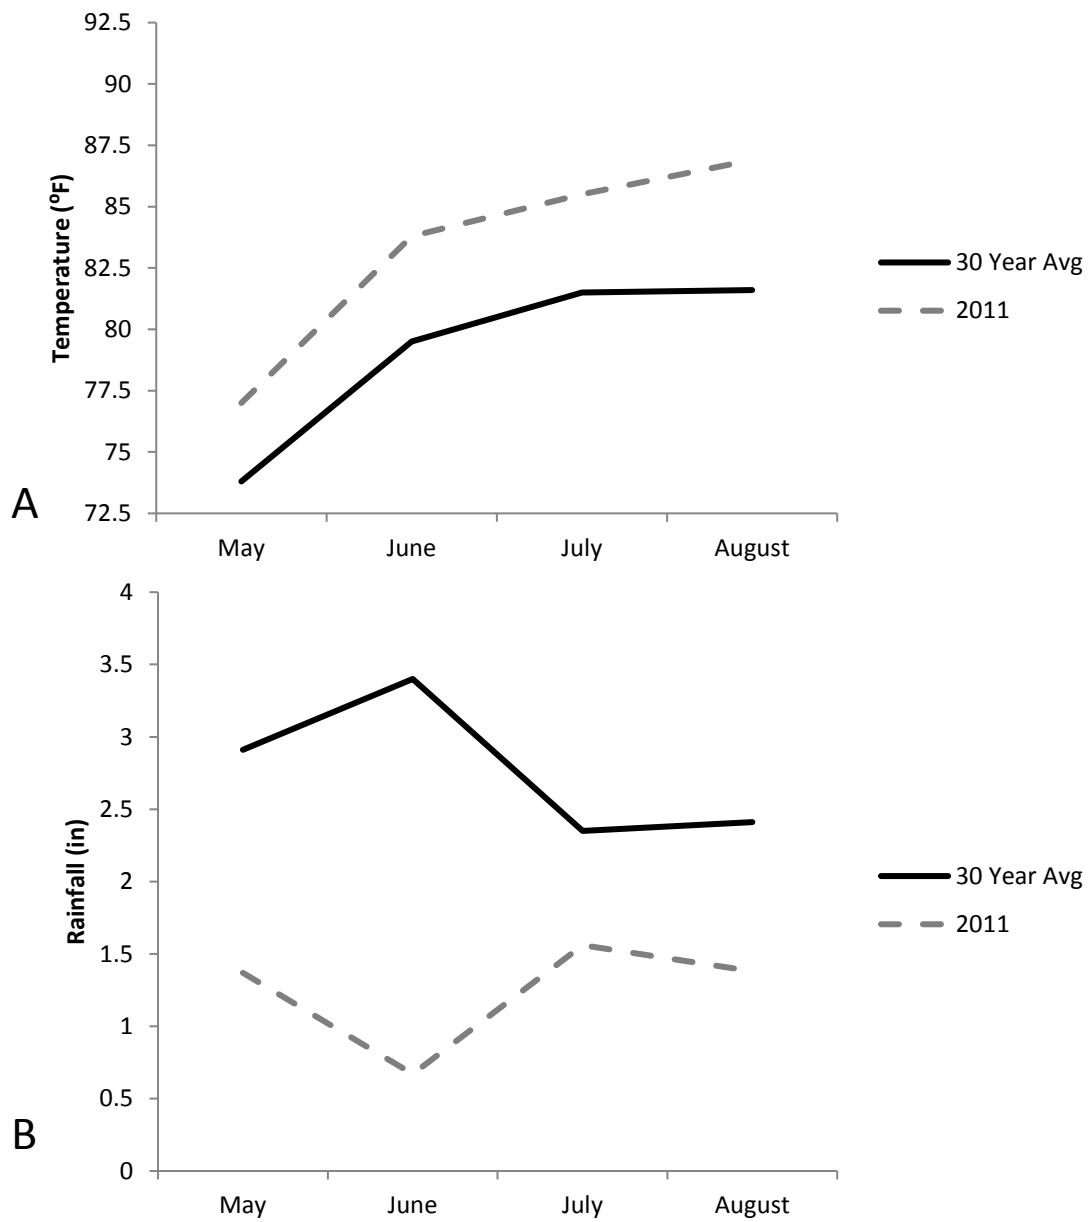 92.5
90
87.5
85
82.5
80
77.5
75
72.5
Temperature (⁰F)
May June July August
30 Year Avg
2011
A
4
3.5
3
2.5
2
1.5
1
0.5
0
Rainfall (in)
May June July August
30 Year Avg
2011
B